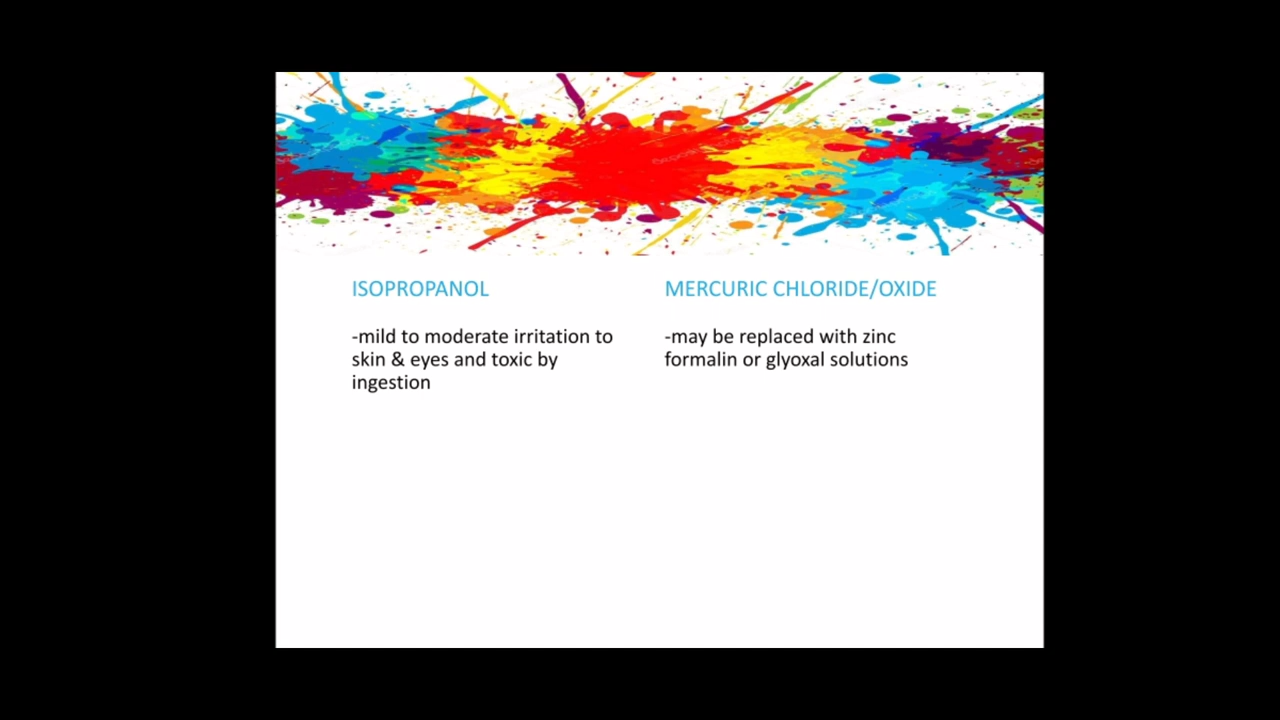 ISOPROPANOL
-mild to moderate irritation to
skin & eyes and toxic by
ingestion
MERCURIC CHLORIDE/OXIDE
-may be replaced with zinc
formalin or glyoxal solutions